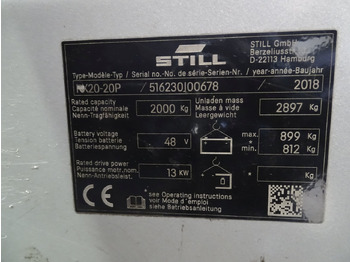 STILL
STILL GmbH
Berzeliusstr.
D-22113 Hamburg
Type-Modèle-Typ / Serial no.-No. de série-Serien-Nr. / year-année-Baujahr
20-20P / 516230J00678 / 2018
Rated capacity
Capacité nominale
Nenn-Tragfähigkeit
2000 Kg
Unladen mass
Masse à vide
Leergewicht
2897 Kg
Battery voltage
Tension batterie
Batteriespannung
48 V
max.
min.
899 Kg
812 Kg
Rated drive power
Puissance motr. nom.
Nenn-Antriebsleist.
13 KW
Kg
see Operating instructions
voir Mode d'emploi
siehe Betriebsanleitung
CE